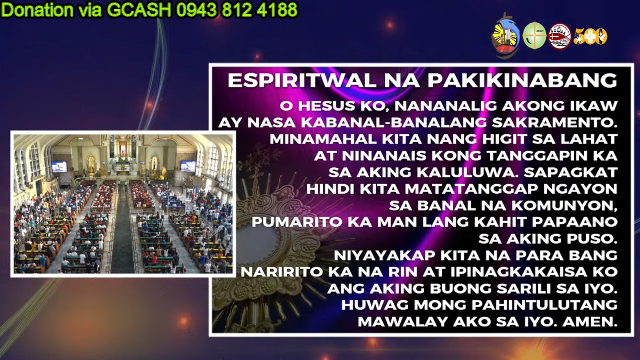 Donation via GCASH 0943 812 4188
ESPIRITWAL NA PAKIKINABANG
O HESUS KO, NANANALIG AKONG IKAW
AY NASA KABANAL-BANALANG SAKRAMENTO.
MINAMAHAL KITA NANG HIGIT SA LAHAT
AT NINANAIS KONG TANGGAPIN KA
SA AKING KALULUWA. SAPAGKAT
HINDI KITA MATATANGGAP NGAYON
SA BANAL NA KOMUNYON,
PUMARITO KA MAN LANG KAHIT PAPAANO
SA AKING PUSO.
NIYAYAKAP KITA NA PARA BANG
NARIRITO KA NA RIN AT IPINAGKAKAISA KO
ANG AKING BUONG SARILI SA IYO.
HUWAG MONG PAHINTULUTANG
MAWALAY AKO SA IYO. AMEN.